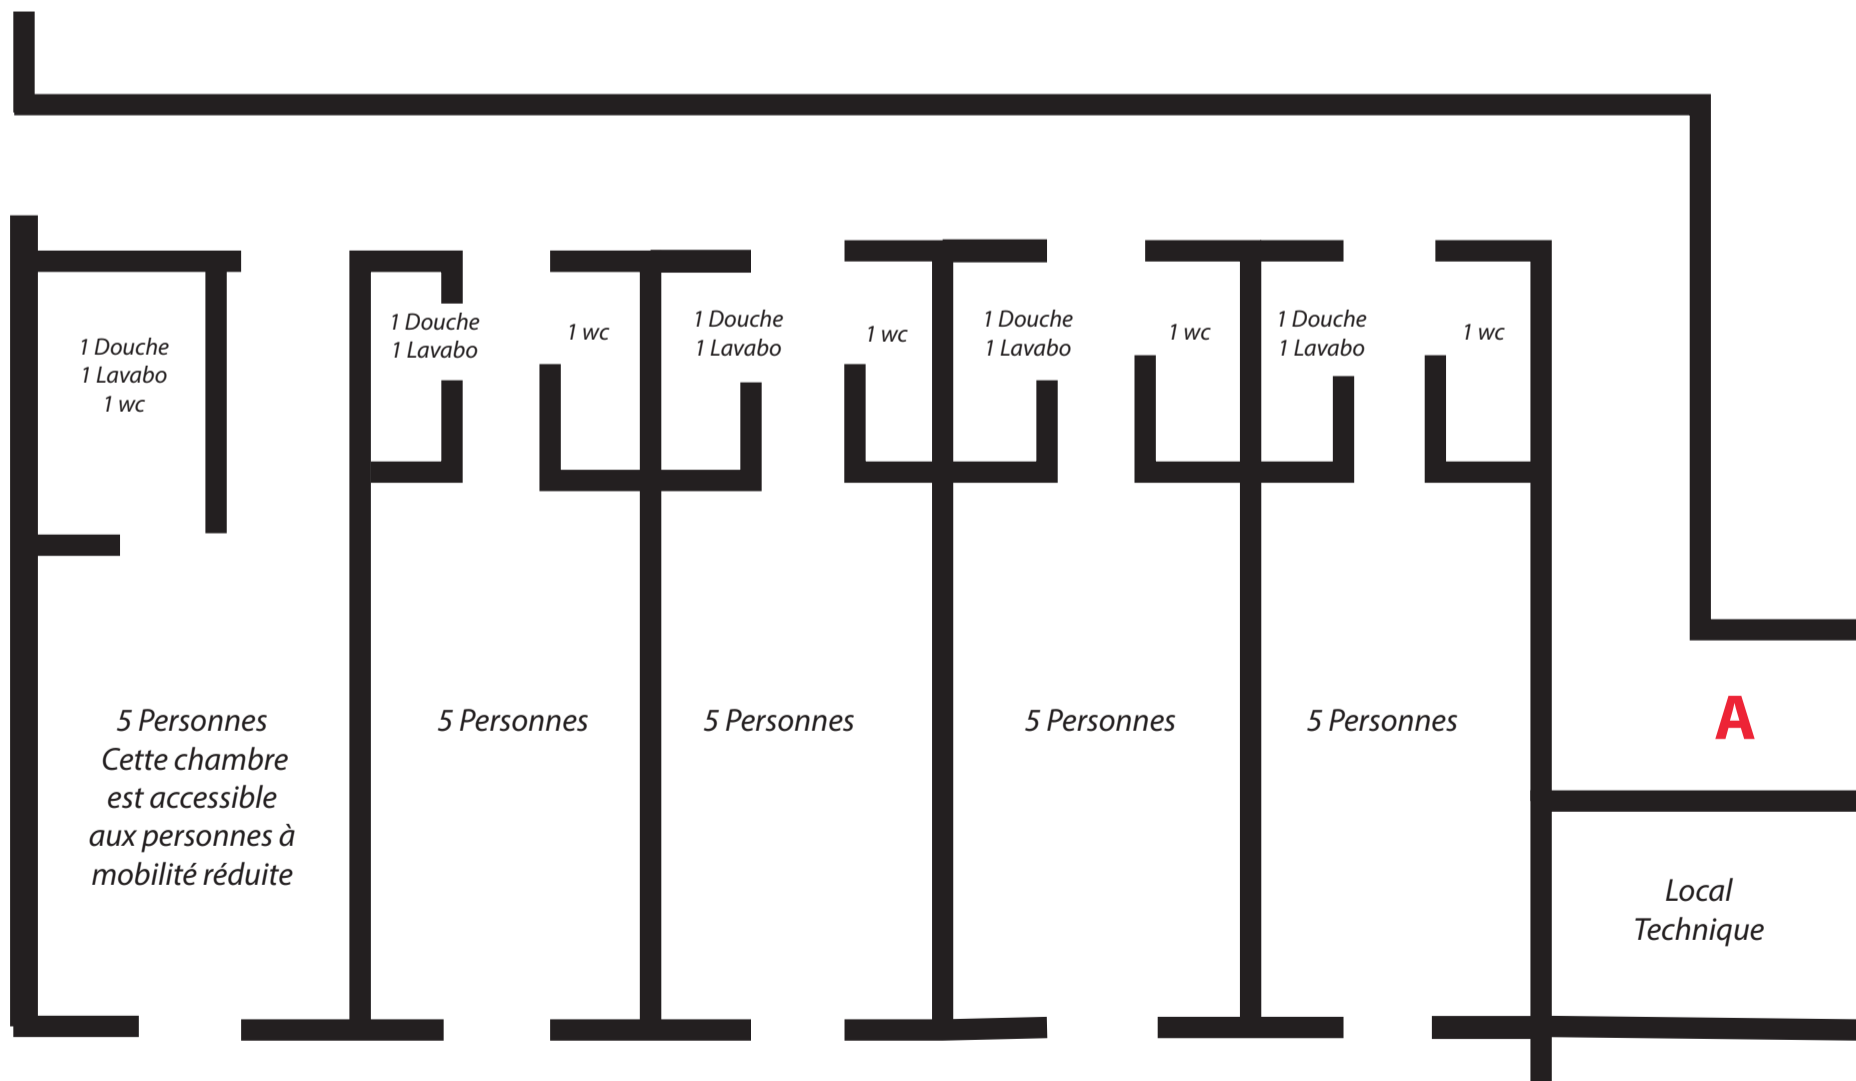 1 Douche
1 Lavabo
1 wc
1 Douche
1 Lavabo
1 wc
1 Douche
1 Lavabo
1 wc
1 Douche
1 Lavabo
1 wc
1 Douche
1 Lavabo
1 wc
5 Personnes
Cette chambre
est accessible
aux personnes à
mobilité réduite
5 Personnes
5 Personnes
5 Personnes
5 Personnes
A
Local
Technique